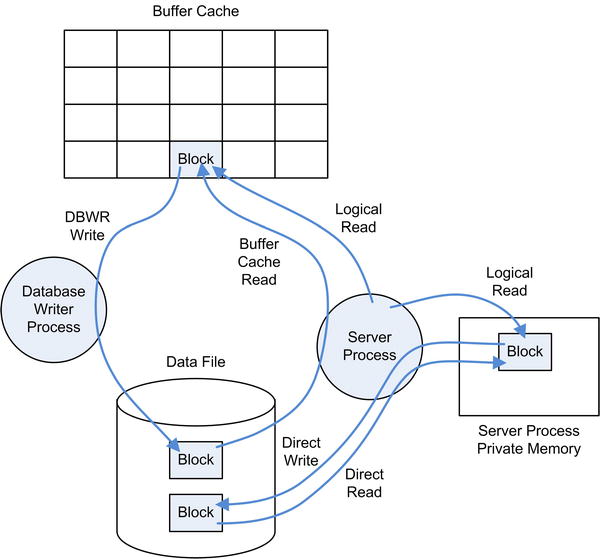 Buffer Cache
Block
DBWR
Write
Buffer
Cache
Read
Logical
Read
Logical
Read
Database
Writer
Process
Server
Process
Block
Data File
Server Process
Private Memory
Block
Direct
Write
Direct
Read
Block